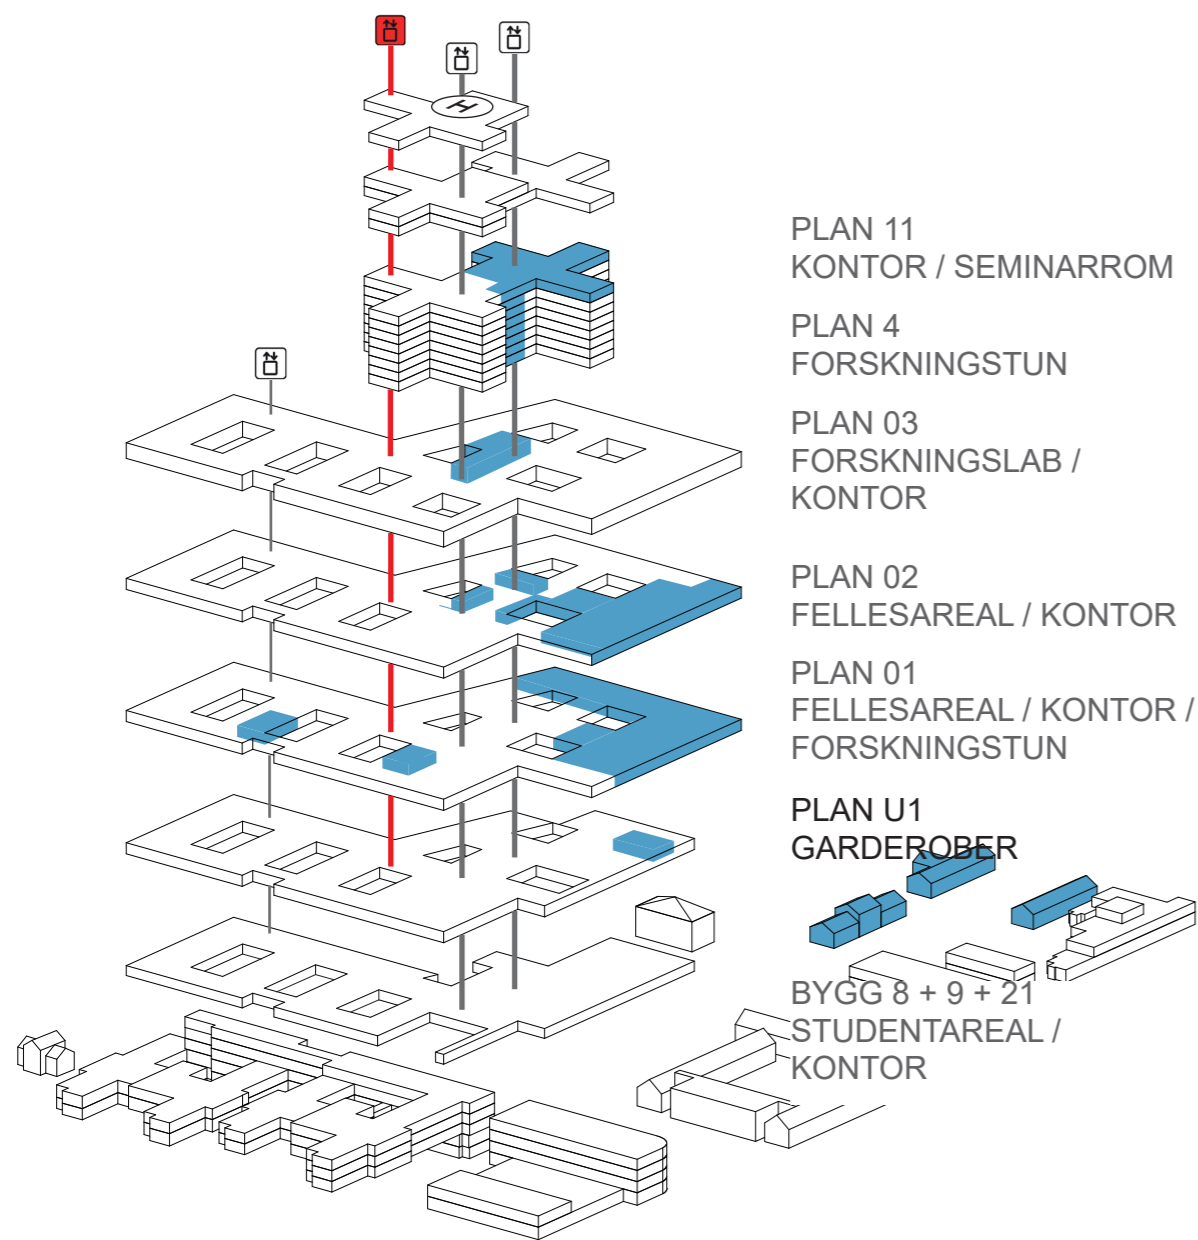 H
PLAN 11
KONTOR / SEMINARROM
PLAN 4
FORSKNINGSTUN
PLAN 03
FORSKNINGSLAB /
KONTOR
PLAN 02
FELLESAREAL / KONTOR
PLAN 01
FELLESAREAL / KONTOR /
FORSKNINGSTUN
PLAN U1
GARDEROBER
BYGG 8 + 9 + 21
STUDENTAREAL /
KONTOR